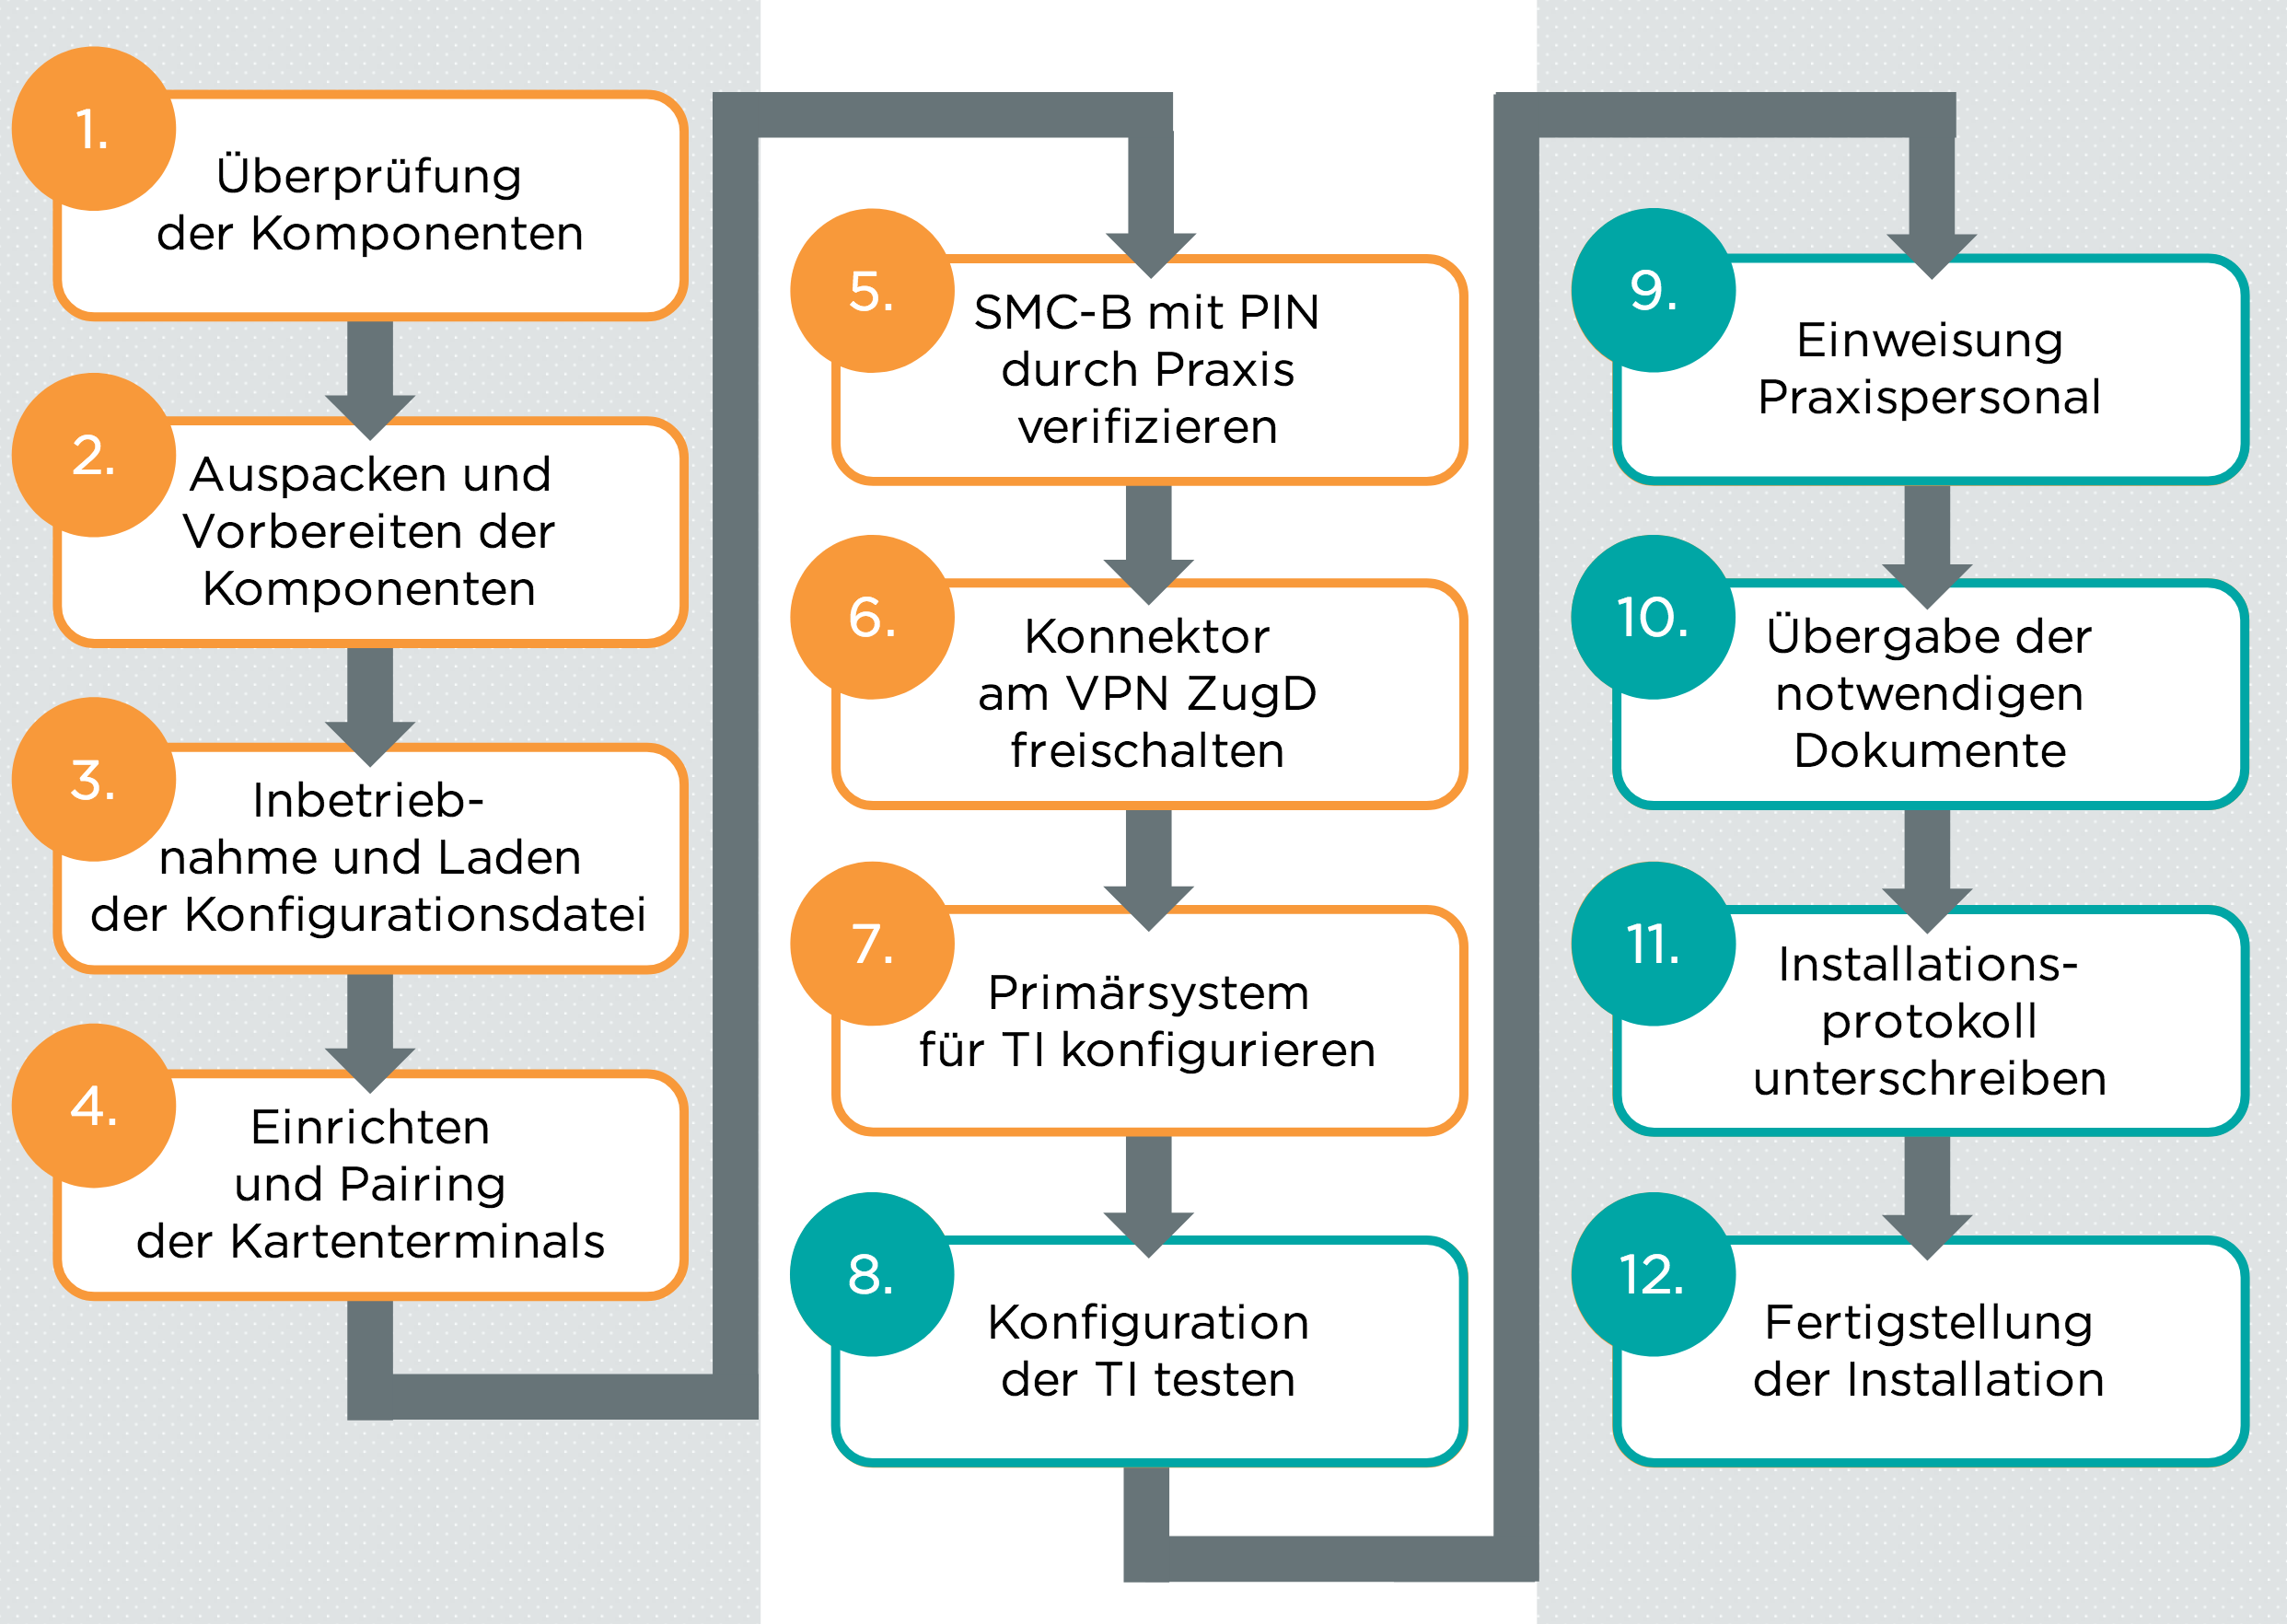 1.
Überprüfung
der Komponenten
2.
Auspacken und
Vorbereiten der
Komponenten
3.
Inbetrieb-
nahme und Laden
der Konfigurationsdatei
4.
Einrichten
und Pairing
der Kartenterminals
5.
SMC-B mit PIN
durch Praxis
verifizieren
6.
Konnektor
am VPN ZugD
freischalten
7.
Primärsystem
für TI konfigurieren
8.
Konfiguration
der TI testen
9.
Einweisung
Praxispersonal
10.
Übergabe der
notwendigen
Dokumente
11.
Installations-
protokoll
unterschreiben
12.
Fertigstellung
der Installation